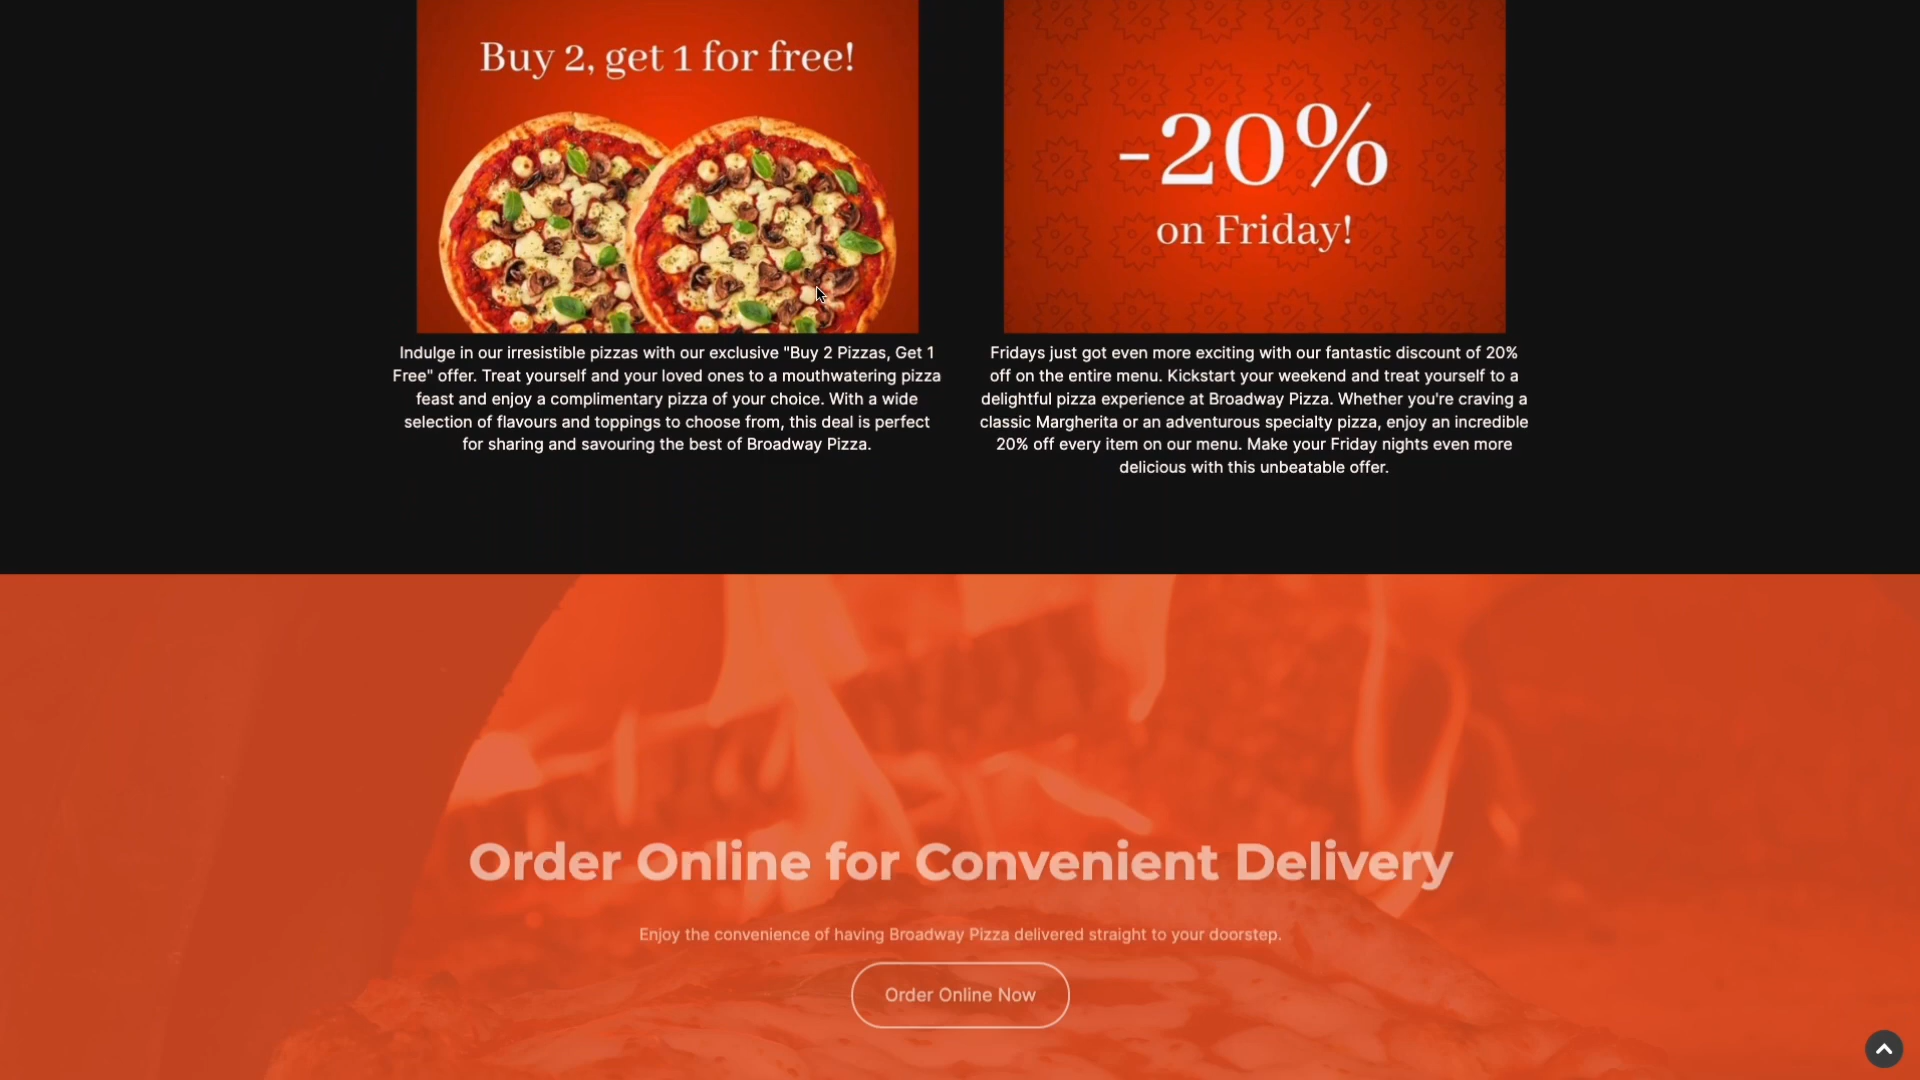 Buy 2, get 1 for free!
Indulge in our irresistible pizzas with our exclusive "Buy 2 Pizzas, Get 1
Free" offer. Treat yourself and your loved ones to a mouthwatering pizza
feast and enjoy a complimentary pizza of your choice. With a wide
selection of flavours and toppings to choose from, this deal is perfect
for sharing and savouring the best of Broadway Pizza.
-20%
on Friday!
Fridays just got even more exciting with our fantastic discount of 20%
off on the entire menu. Kickstart your weekend and treat yourself to a
delightful pizza experience at Broadway Pizza. Whether you're craving a
classic Margherita or an adventurous specialty pizza, enjoy an incredible
20% off every item on our menu. Make your Friday nights even more
delicious with this unbeatable offer.
Order Online for Convenient Delivery
Enjoy the convenience of having Broadway Pizza delivered straight to your doorstep.
Order Online Now